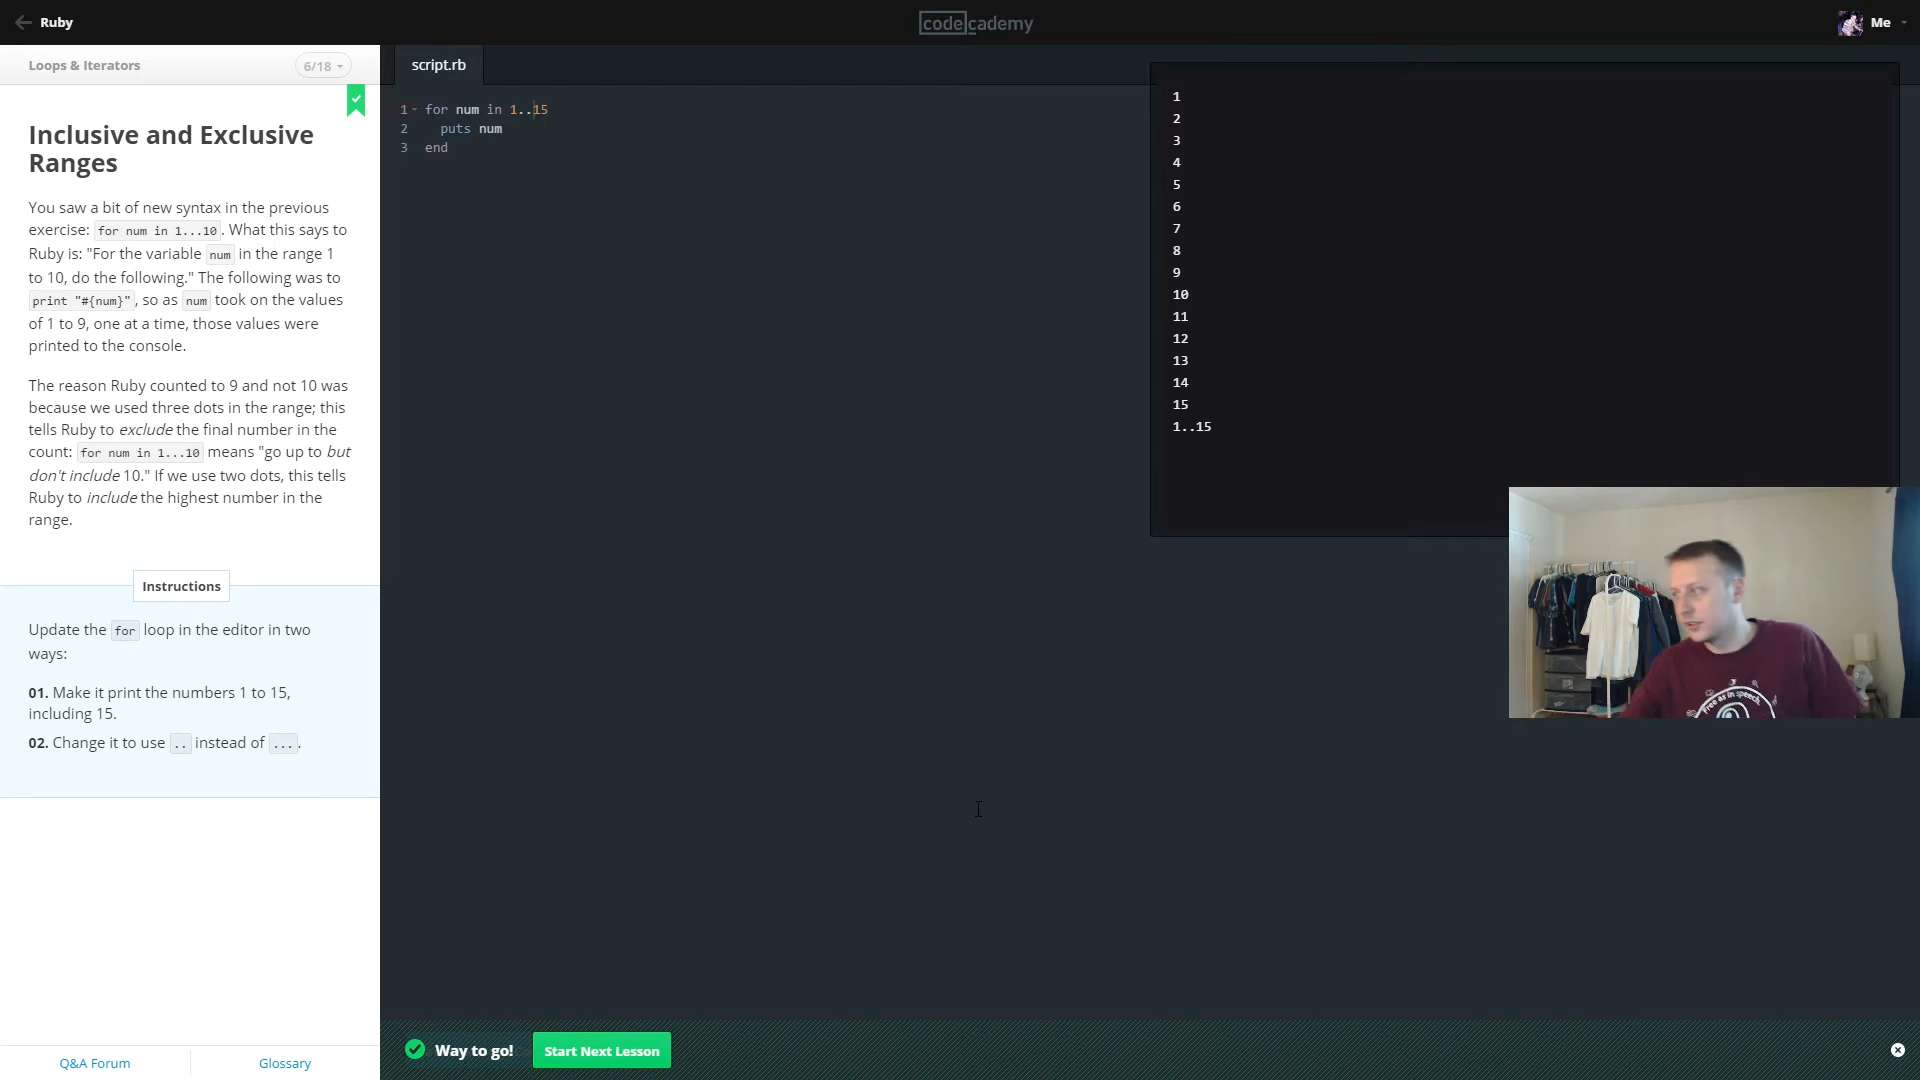 Ruby
codecademy
Me
Loops & Iterators
6/18
script.rb
Inclusive and Exclusive
Ranges
You saw a bit of new syntax in the previous
exercise: for num in 1...10. What this says to
Ruby is: "For the variable num in the range 1
to 10, do the following." The following was to
print "#{num}", so as num took on the values
of 1 to 9, one at a time, those values were
printed to the console.
The reason Ruby counted to 9 and not 10 was
because we used three dots in the range; this
tells Ruby to exclude the final number in the
count: for num in 1...10 means "go up to but
don't include 10." If we use two dots, this tells
Ruby to include the highest number in the
range.
Instructions
Update the for loop in the editor in two
ways:
01. Make it print the numbers 1 to 15,
including 15.
02. Change it to use .. instead of ... .
Q&A Forum
Glossary
1 for num in 1..15
2 puts num
3 end
1
2
3
4
5
6
7
8
9
10
11
12
13
14
15
1..15
Free as in speech
Way to go!
Start Next Lesson